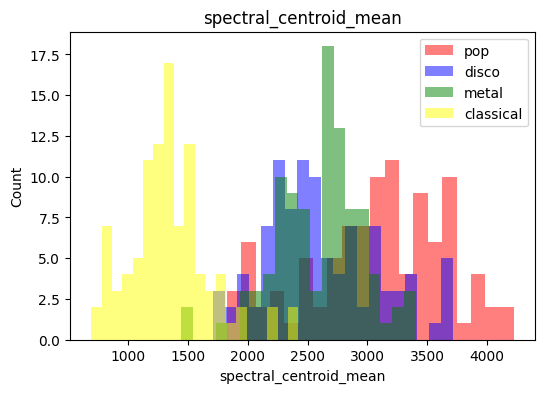 spectral_centroid_mean
17.5
15.0
12.5
10.0
7.5
5.0
2.5
0.0
Count
pop
disco
metal
classical
1000
1500
2000
2500
3000
3500
4000
spectral_centroid_mean